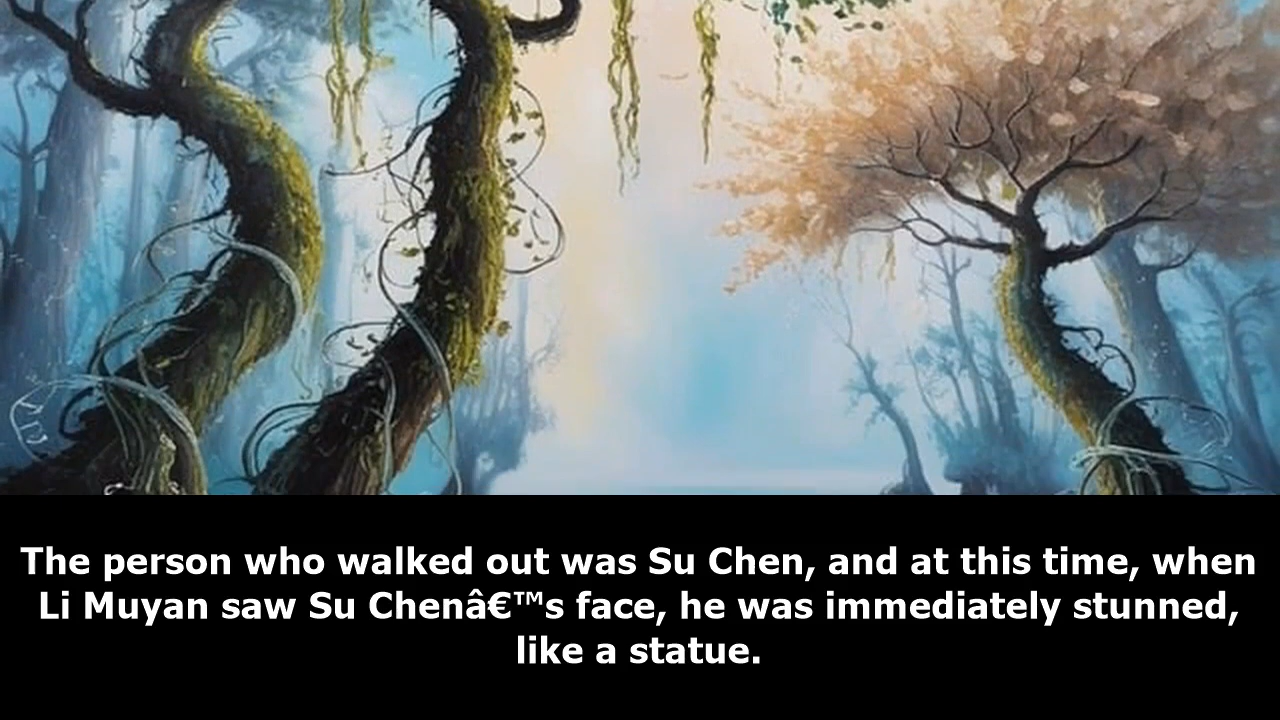 The person who walked out was Su Chen, and at this time, when
Li Muyan saw Su Chenâ€™s face, he was immediately stunned,
like a statue.